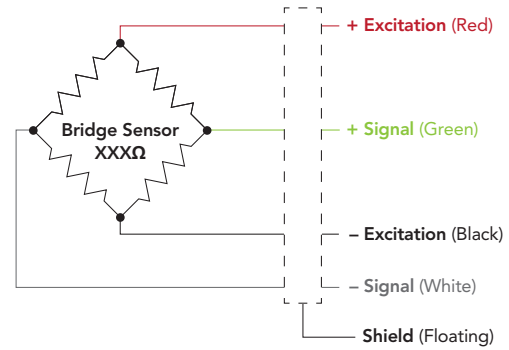 + Excitation (Red)
Bridge Sensor
XXXΩ
+ Signal (Green)
– Excitation (Black)
– Signal (White)
Shield (Floating)